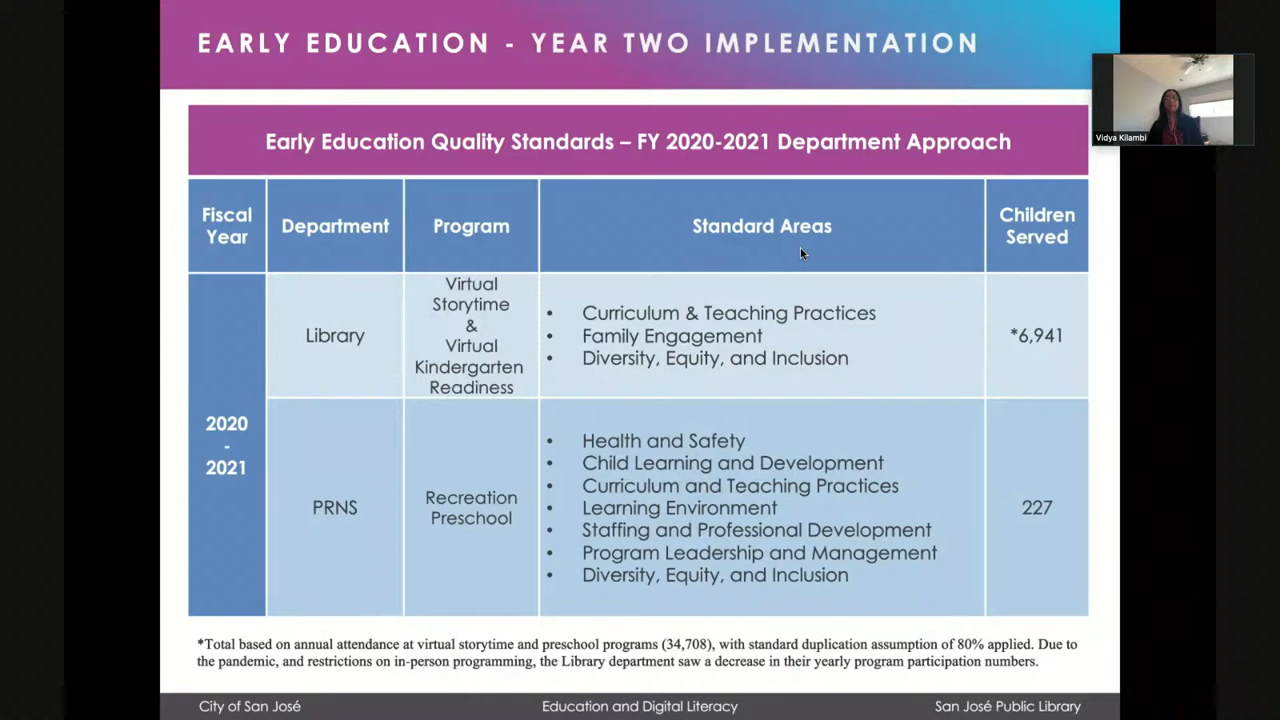 EARLY EDUCATION - YEAR TWO IMPLEMENTATION
Vidya Kilambi
Early Education Quality Standards – FY 2020-2021 Department Approach
Fiscal
Year
Department
Program
Standard Areas
Children
Served
2020
-
2021
Library
Virtual
Storytime
&
Virtual
Kindergarten
Readiness
• Curriculum & Teaching Practices
• Family Engagement
• Diversity, Equity, and Inclusion
*6,941
PRNS
Recreation
Preschool
• Health and Safety
• Child Learning and Development
• Curriculum and Teaching Practices
• Learning Environment
• Staffing and Professional Development
• Program Leadership and Management
• Diversity, Equity, and Inclusion
227
*Total based on annual attendance at virtual storytime and preschool programs (34,708), with standard duplication assumption of 80% applied. Due to
the pandemic, and restrictions on in-person programming, the Library department saw a decrease in their yearly program participation numbers.
City of San José
Education and Digital Literacy
San José Public Library